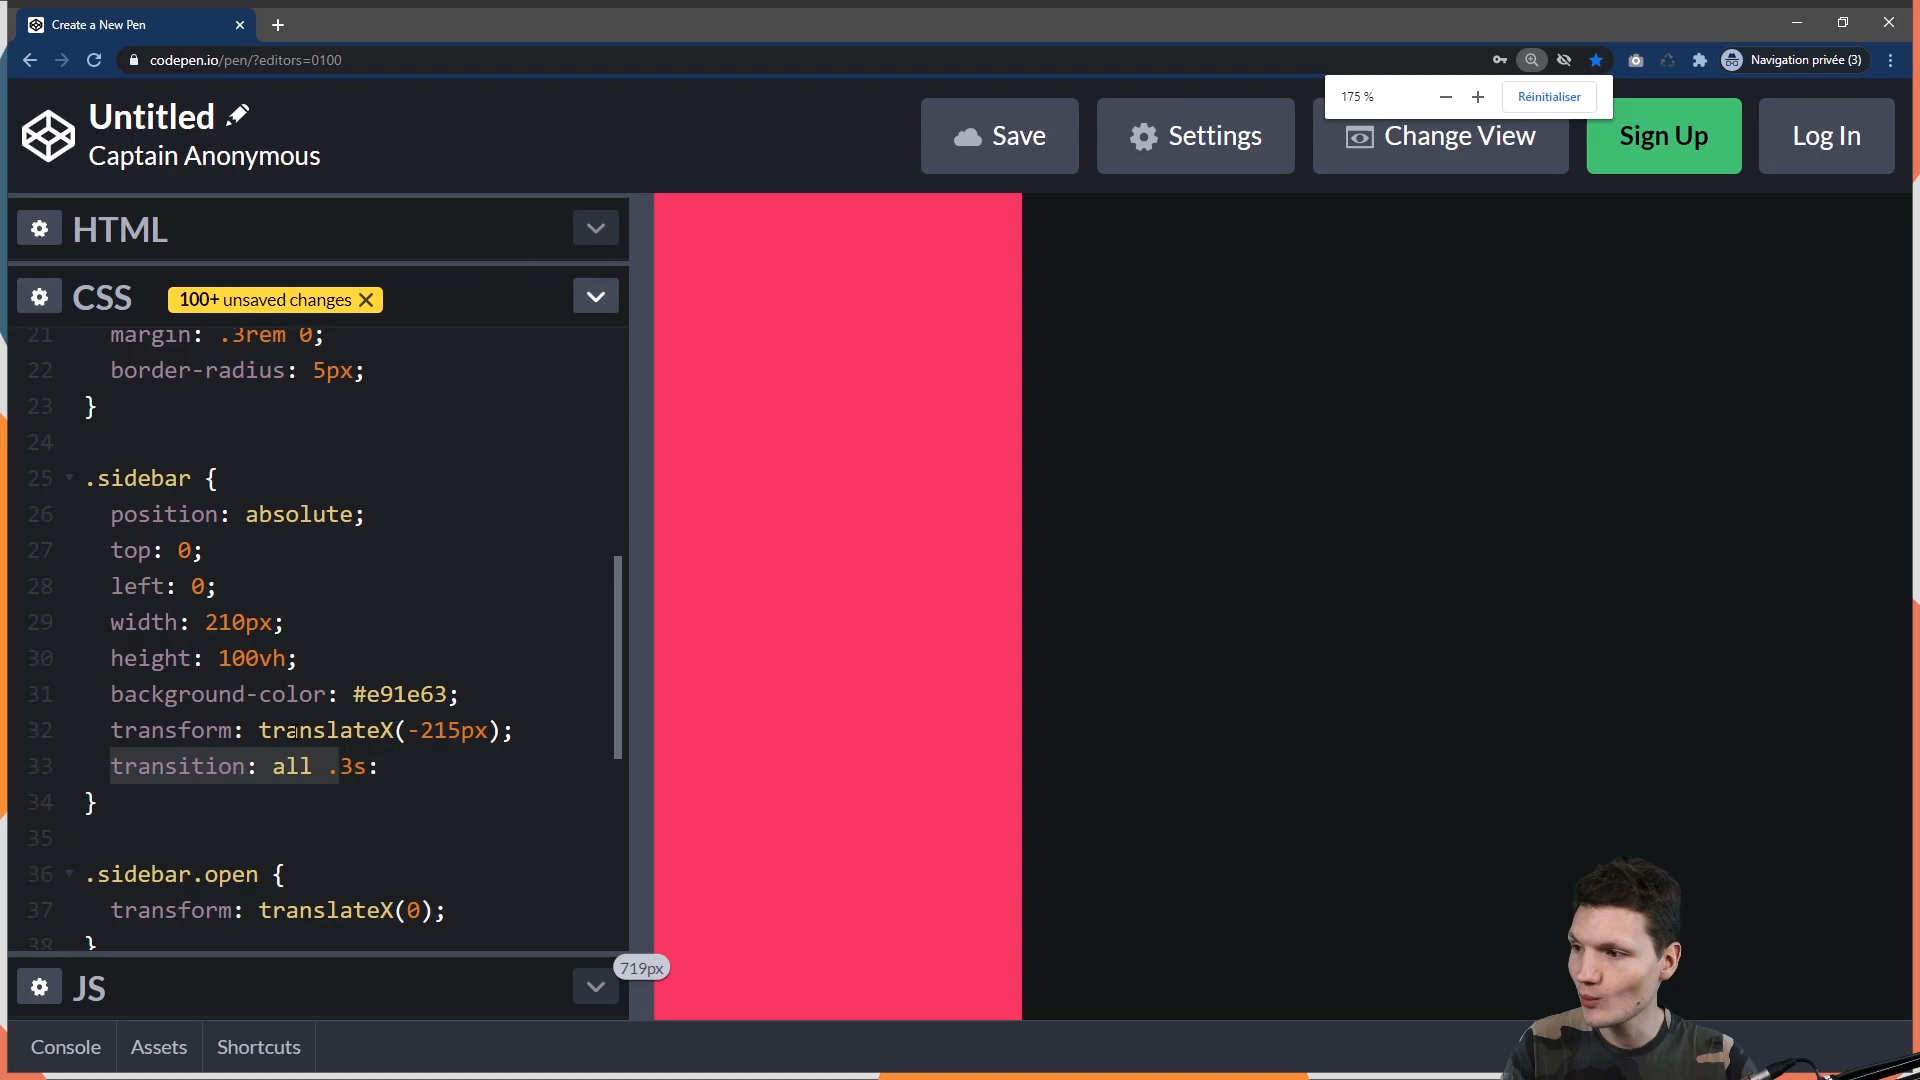 Create a New Pen
codepen.io/pen/?editors=0100
Navigation privée (3)
175 %
Réinitialiser
Untitled
Captain Anonymous
Save
Settings
Change View
Sign Up
Log In
HTML
CSS
100+ unsaved changes
21 margin: .3rem 0;
22 border-radius: 5px;
23 }
24
25 .sidebar {
26 position: absolute;
27 top: 0;
28 left: 0;
29 width: 210px;
30 height: 100vh;
31 background-color: #e91e63;
32 transform: translateX(-215px);
33 transition: all .3s:
34 }
35
36 .sidebar.open {
37 transform: translateX(0);
38 }
719px
JS
Console
Assets
Shortcuts